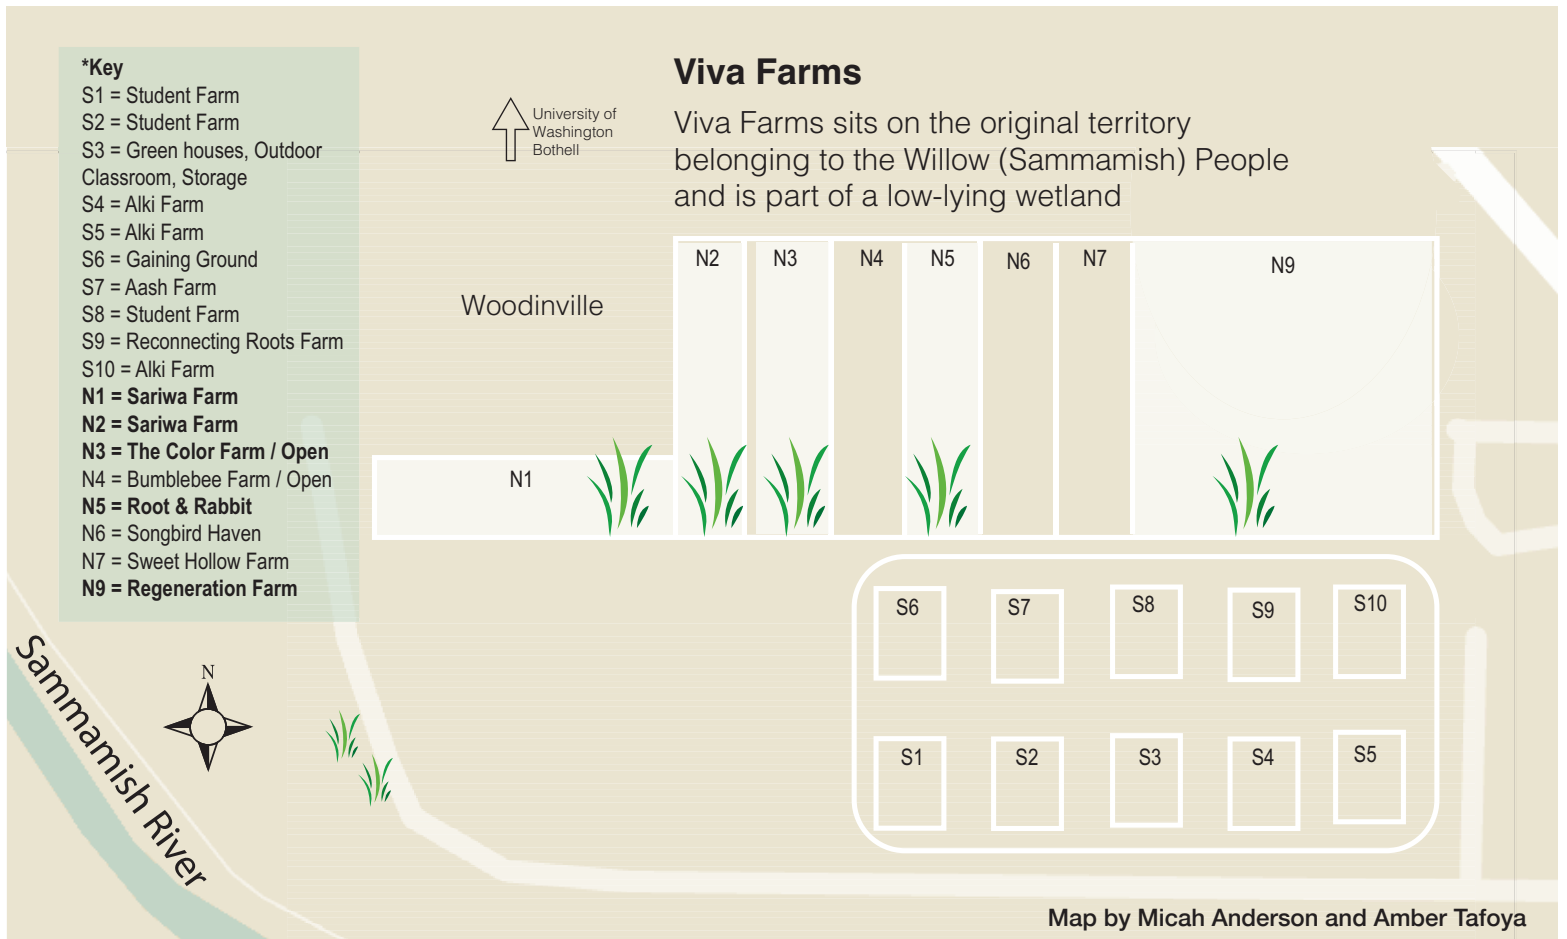 *Key
S1 = Student Farm
S2 = Student Farm
S3 = Green houses, Outdoor
Classroom, Storage
S4 = Alki Farm
S5 = Alki Farm
S6 = Gaining Ground
S7 = Aash Farm
S8 = Student Farm
S9 = Reconnecting Roots Farm
S10 = Alki Farm
N1 = Sariwa Farm
N2 = Sariwa Farm
N3 = The Color Farm / Open
N4 = Bumblebee Farm / Open
N5 = Root & Rabbit
N6 = Songbird Haven
N7 = Sweet Hollow Farm
N9 = Regeneration Farm
University of
Washington
Bothell
Viva Farms
Viva Farms sits on the original territory
belonging to the Willow (Sammamish) People
and is part of a low-lying wetland
Woodinville
N2
N3
N4
N5
N6
N7
N9
N1
S6
S7
S8
S9
S10
S1
S2
S3
S4
S5
N
Sammamish River
Map by Micah Anderson and Amber Tafoya